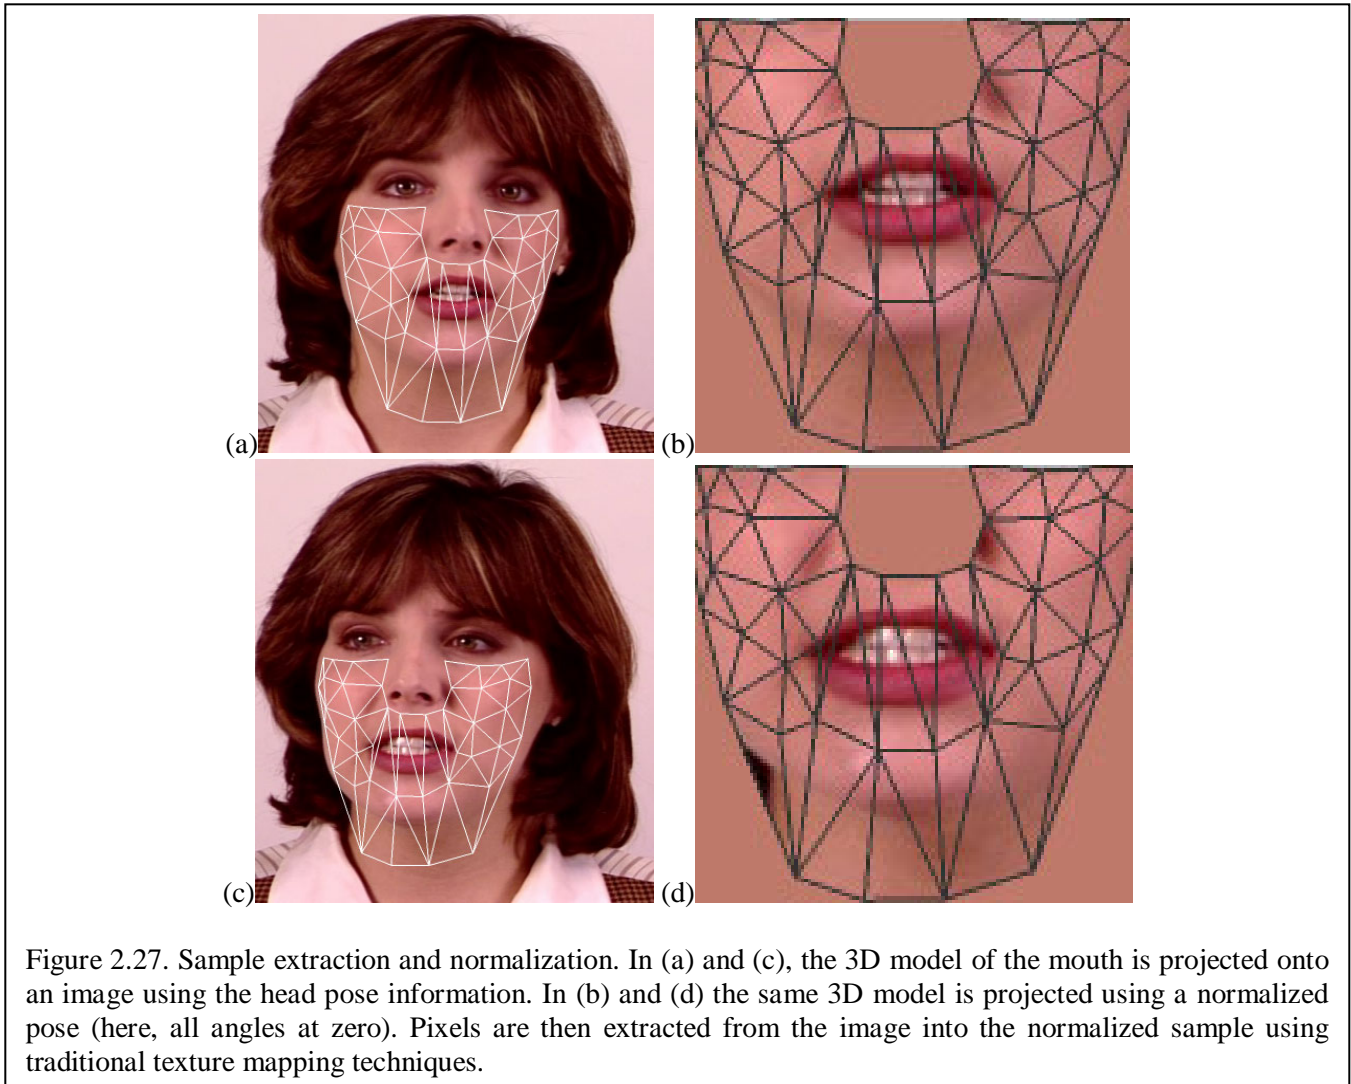 (a)
(b)
(c)
(d)
Figure 2.27. Sample extraction and normalization. In (a) and (c), the 3D model of the mouth is projected onto
an image using the head pose information. In (b) and (d) the same 3D model is projected using a normalized
pose (here, all angles at zero). Pixels are then extracted from the image into the normalized sample using
traditional texture mapping techniques.